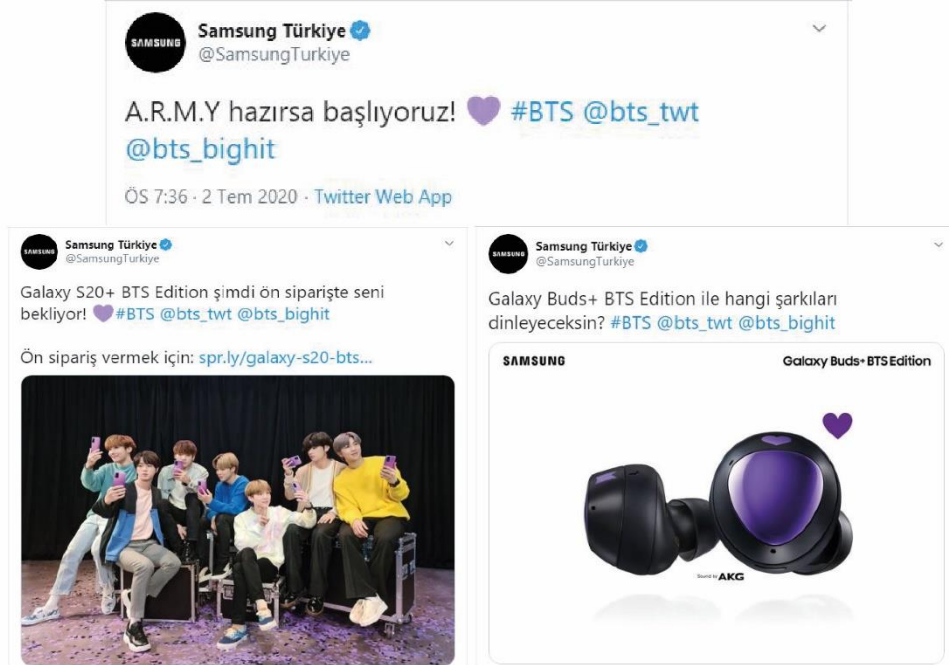 SAMSUNG
Samsung Türkiye
@SamsungTurkiye
A.R.M.Y hazırsa başlıyoruz! 💜 #BTS @bts_twt
@bts_bighit
ÖS 7:36 · 2 Tem 2020 · Twitter Web App
SAMSUNG
Samsung Türkiye
@SamsungTurkiye
Galaxy S20+ BTS Edition şimdi ön siparişte seni
bekliyor! 💜#BTS @bts_twt @bts_bighit
Ön sipariş vermek için: spr.ly/galaxy-s20-bts...
SAMSUNG
Samsung Türkiye
@SamsungTurkiye
Galaxy Buds+ BTS Edition ile hangi şarkıları
dinleyeceksin? #BTS @bts_twt @bts_bighit
SAMSUNG
Galaxy Buds+ BTS Edition
Sound by AKG